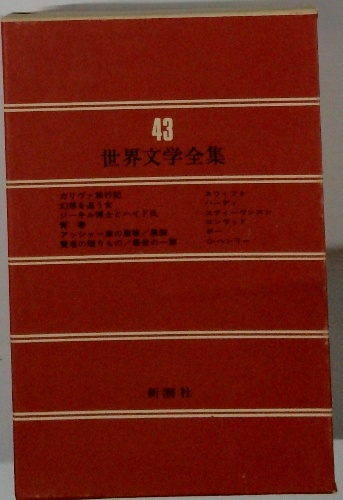 43
世界文学全集
ガリヴァ旅行記 スウィフト
幻想を追う女 ハーディ
ジーキル博士とハイド氏 スティーヴンスン
青春 コンラッド
アッシャー家の崩壊／黒猫 ポー
賢者の贈りもの／最後の一葉 O・ヘンリー
新潮社